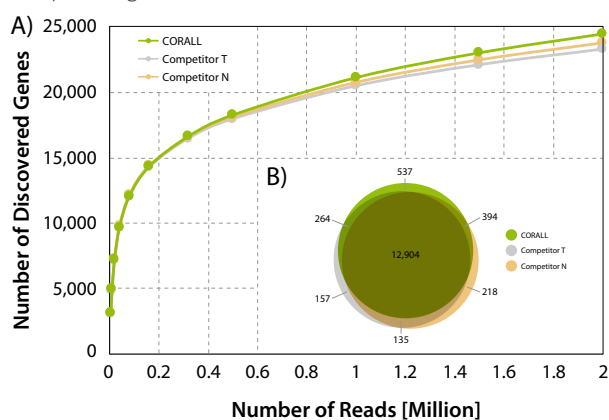 A)
25,000
20,000
15,000
10,000
5,000
0
Number of Discovered Genes
CORALL
Competitor T
Competitor N
B)
537
264
394
12,904
157
218
135
CORALL
Competitor T
Competitor N
0 0.2 0.4 0.6 0.8 1 1.2 1.4 1.6 1.8 2
Number of Reads [Million]